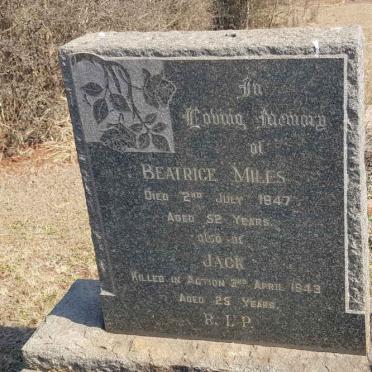 In
Loving Memory
of
BEATRICE MILES
DIED 2ND JULY 1947
AGED 52 YEARS.
ALSO OF
JACK
KILLED IN ACTION 2ND APRIL 1943
AGED 25 YEARS.
R.I.P.